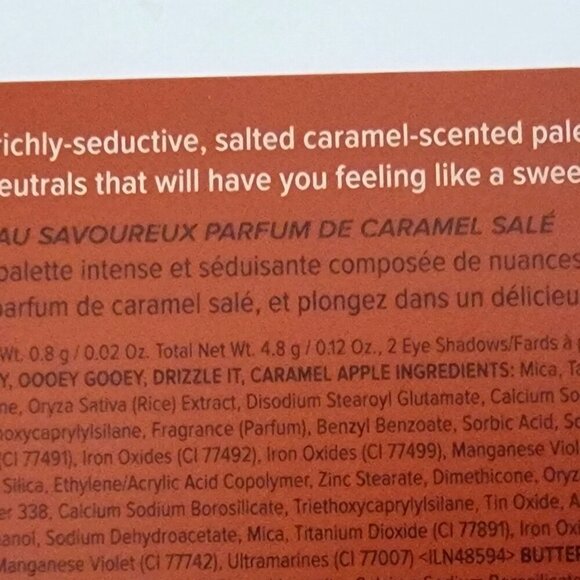 richly-seductive, salted caramel-scented pale
eutrals that will have you feeling like a swee
AU SAVOUREUX PARFUM DE CARAMEL SALÉ
palette intense et séduisante composée de nuances
parfum de caramel salé, et plongez dans un délicieu
Wt. 0.8 g / 0.02 Oz. Total Net Wt. 4.8 g / 0.12 Oz., 2 Eye Shadows/Fards à p
Y, OOEY GOOEY, DRIZZLE IT, CARAMEL APPLE INGREDIENTS: Mica, Ta
ne, Oryza Sativa (Rice) Extract, Disodium Stearoyl Glutamate, Calcium So
hoxycaprylylsilane, Fragrance (Parfum), Benzyl Benzoate, Sorbic Acid, So
(CI 77491), Iron Oxides (CI 77492), Iron Oxides (CI 77499), Manganese Viol
Silica, Ethylene/Acrylic Acid Copolymer, Zinc Stearate, Dimethicone, Oryz
er 338, Calcium Sodium Borosilicate, Triethoxycaprylylsilane, Tin Oxide, A
anol, Sodium Dehydroacetate, Mica, Titanium Dioxide (CI 77891), Iron Oxi
Manganese Violet (CI 77742), Ultramarines (CI 77007) <ILN48594> BUTTER